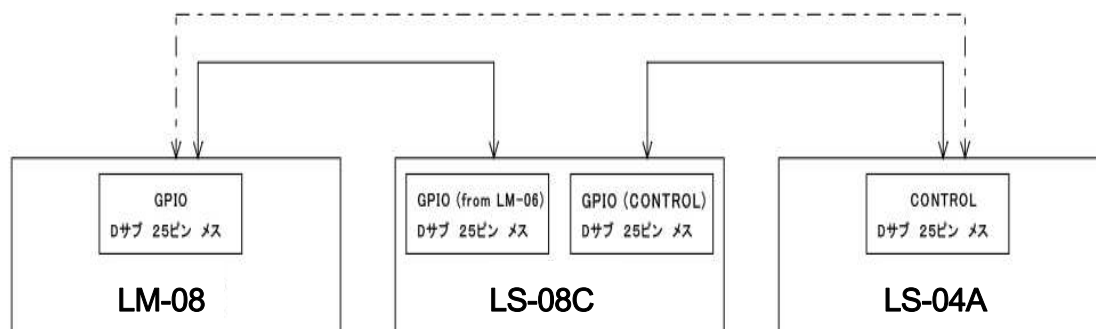 GPIO
Dサブ 25ピン メス
GPIO (from LM-06)
Dサブ 25ピン メス
GPIO (CONTROL)
Dサブ 25ピン メス
CONTROL
Dサブ 25ピン メス
LM-08
LS-08C
LS-04A